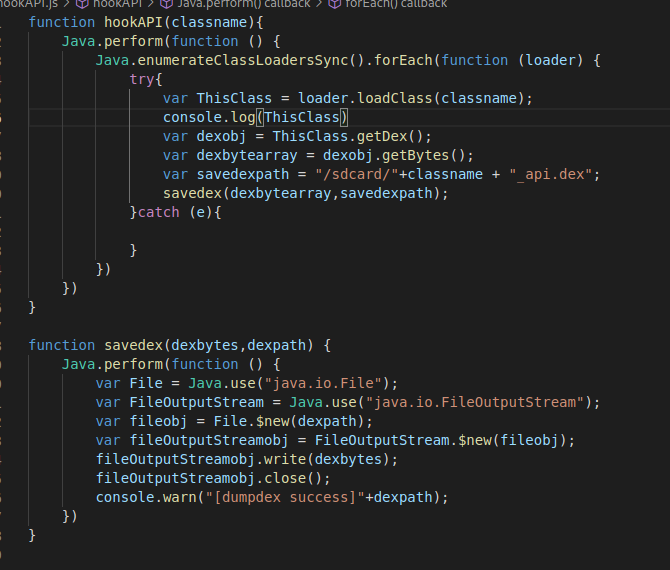 hookAPI.js > hookAPI > Java.perform() callback > forEach() callback
function hookAPI(classname){
    Java.perform(function () {
        Java.enumerateClassLoadersSync().forEach(function (loader) {
            try{
                var ThisClass = loader.loadClass(classname);
                console.log(ThisClass)
                var dexobj = ThisClass.getDex();
                var dexbytearray = dexobj.getBytes();
                var savedexpath = "/sdcard/"+classname + "_api.dex";
                savedex(dexbytearray,savedexpath);
            }catch (e){
            }
        })
    })
}
function savedex(dexbytes,dexpath) {
    Java.perform(function () {
        var File = Java.use("java.io.File");
        var FileOutputStream = Java.use("java.io.FileOutputStream");
        var fileobj = File.$new(dexpath);
        var fileOutputStreamobj = FileOutputStream.$new(fileobj);
        fileOutputStreamobj.write(dexbytes);
        fileOutputStreamobj.close();
        console.warn("[dumpdex success]"+dexpath);
    })
}